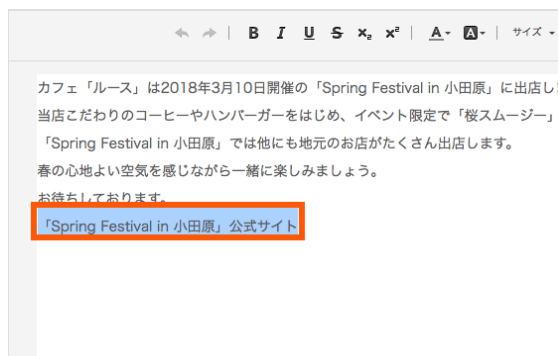 B I U S x₂ x² A A サイズ
カフェ「ルース」は2018年3月10日開催の「Spring Festival in 小田原」に出店し
当店こだわりのコーヒーやハンバーガーをはじめ、イベント限定で「桜スムージー」
「Spring Festival in 小田原」では他にも地元のお店がたくさん出店します。
春の心地よい空気を感じながら一緒に楽しみましょう。
お待ちしております。
「Spring Festival in 小田原」公式サイト